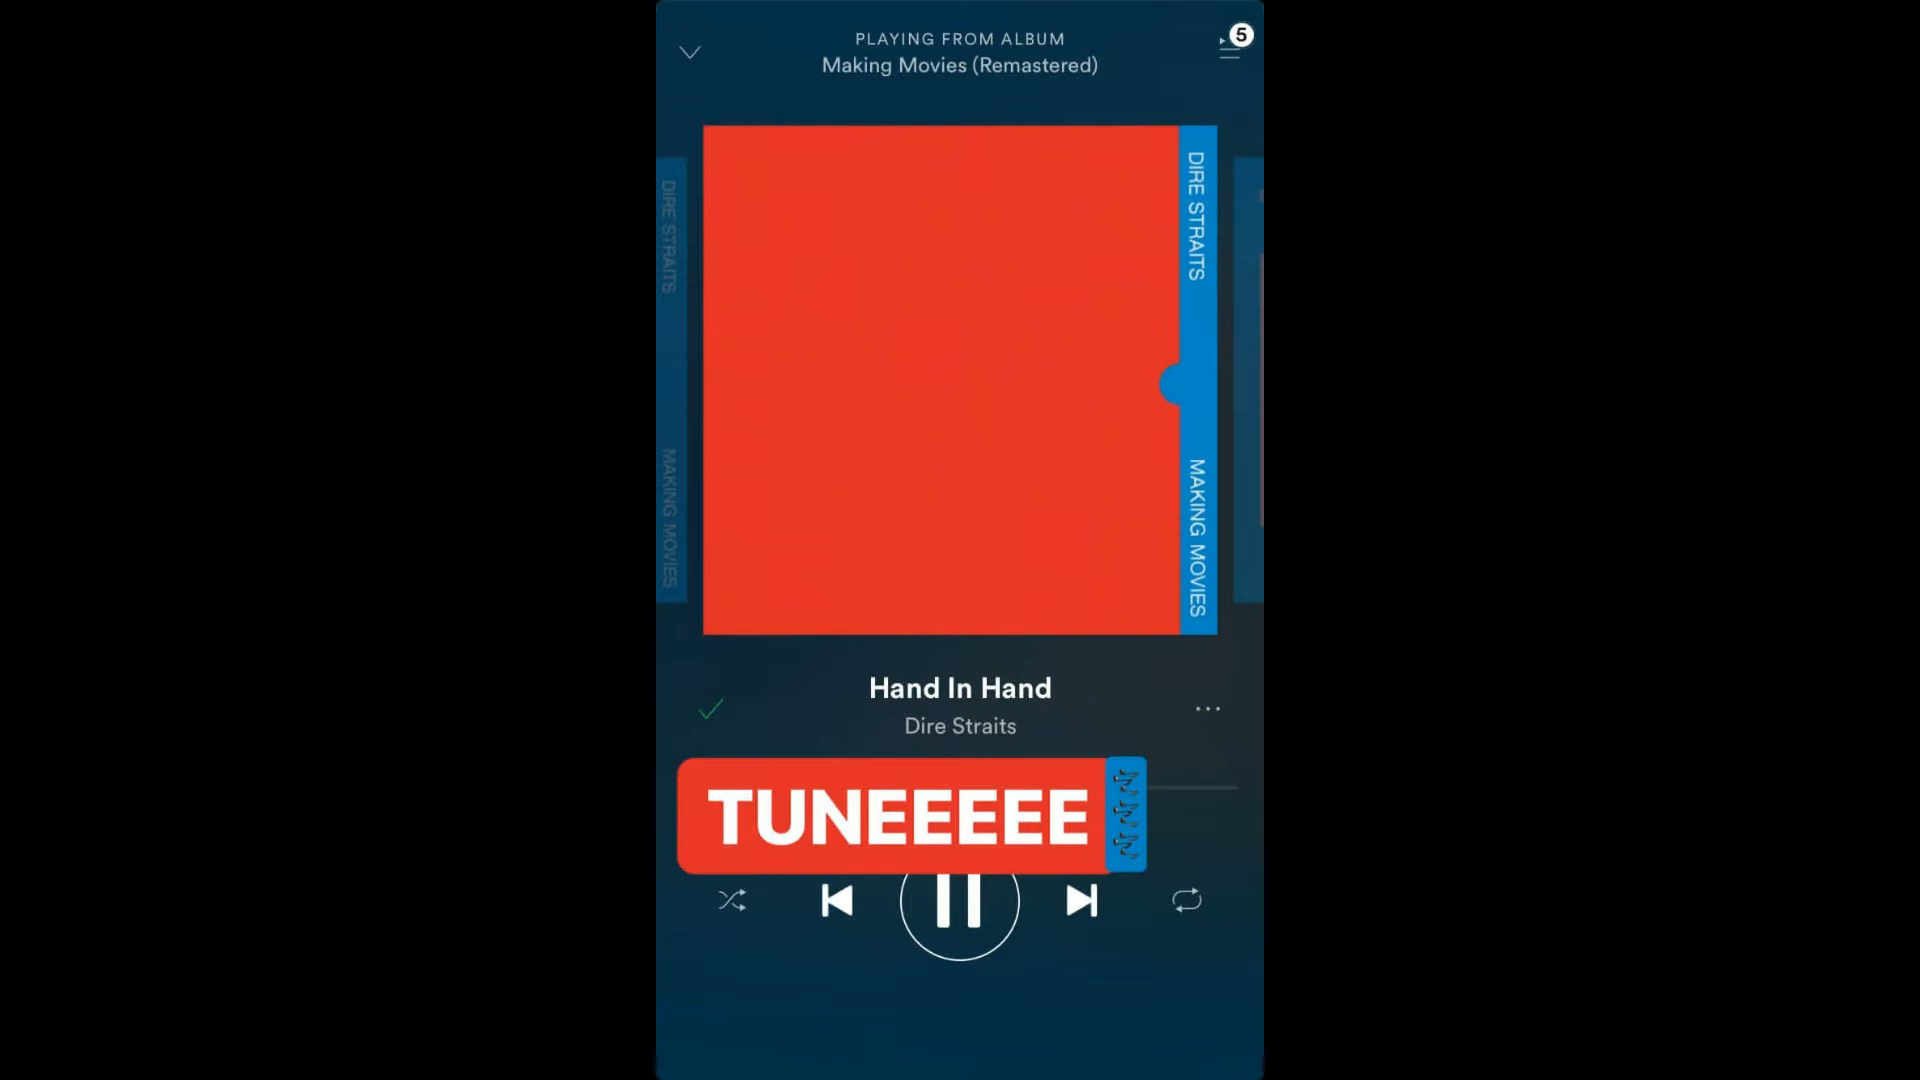 PLAYING FROM ALBUM
5
Making Movies (Remastered)
DIRE STRAITS
MAKING MOVIES
DIRE STRAITS
MAKING MOVIES
Hand In Hand
Dire Straits
TUNEEEEE